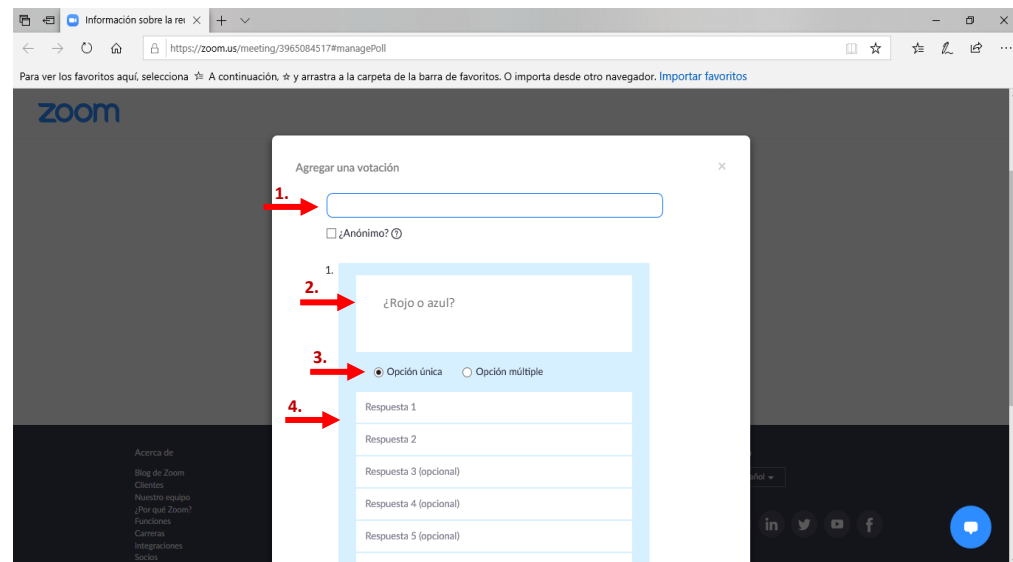 Información sobre la reu
https://zoom.us/meeting/3965084517#managePoll
Para ver los favoritos aquí, selecciona A continuación, y arrastra a la carpeta de la barra de favoritos. O importa desde otro navegador. Importar favoritos
zoom
Agregar una votación
1.
¿Anónimo?
1.
2.
¿Rojo o azul?
3.
Opción única Opción múltiple
4.
Respuesta 1
Respuesta 2
Respuesta 3 (opcional)
Respuesta 4 (opcional)
Respuesta 5 (opcional)
Acerca de
Blog de Zoom
Clientes
Nuestro equipo
¿Por qué Zoom?
Funciones
Carreras
Integraciones
Socios
añol
in
f